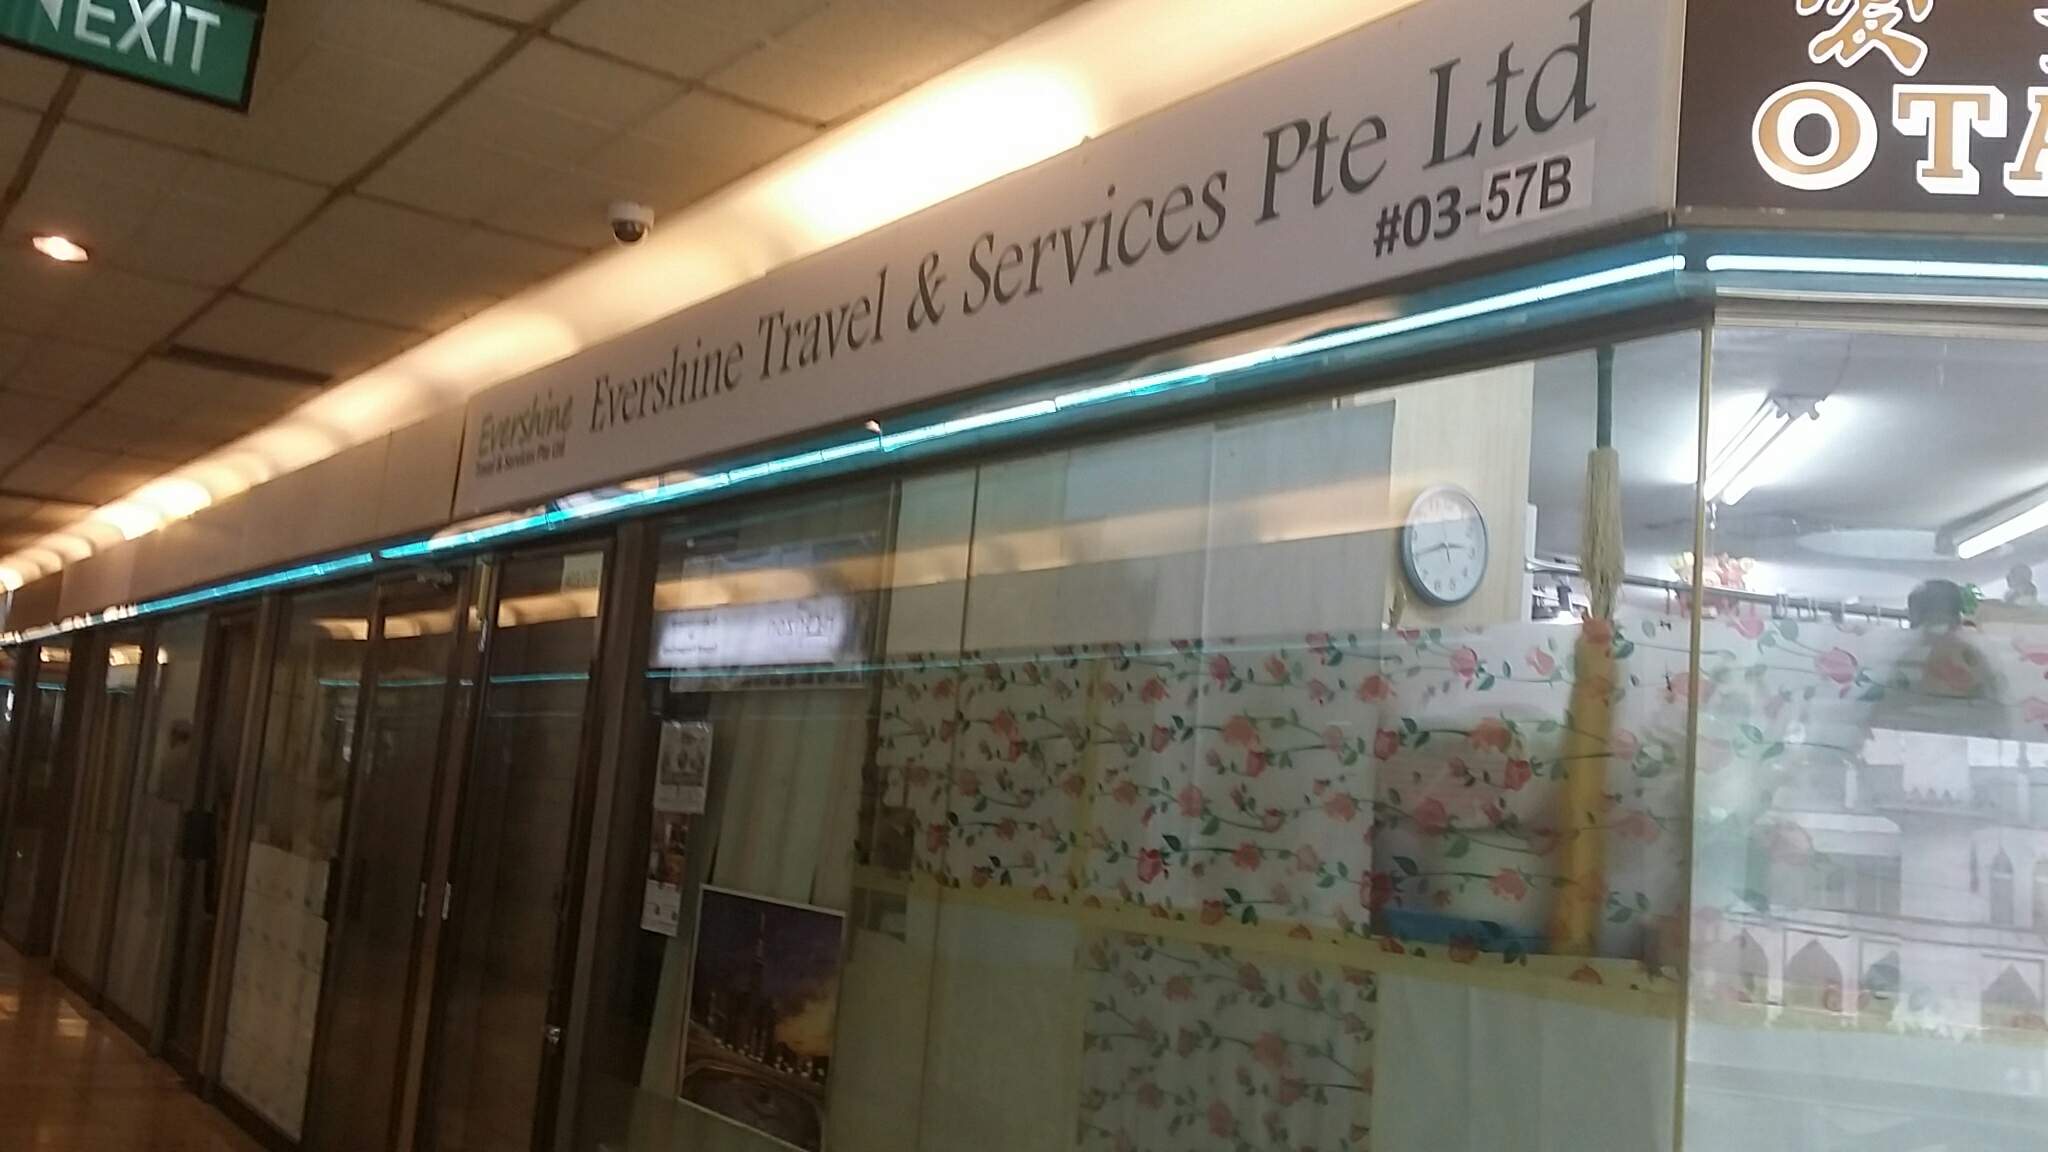 EXIT
Evershine
Travel & Services Pte Ltd
Evershine Travel & Services Pte Ltd
#03-57B
OTA